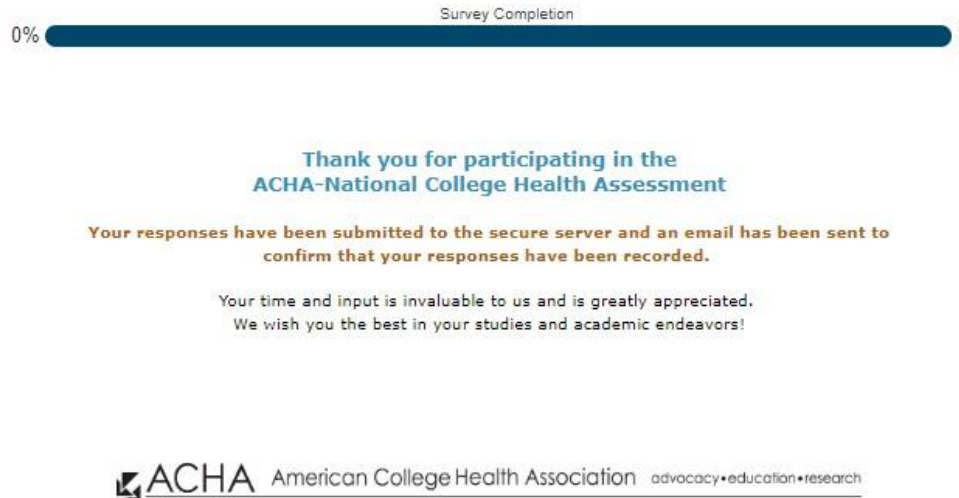 Survey Completion
0%
Thank you for participating in the
ACHA-National College Health Assessment
Your responses have been submitted to the secure server and an email has been sent to
confirm that your responses have been recorded.
Your time and input is invaluable to us and is greatly appreciated.
We wish you the best in your studies and academic endeavors!
ACHA American College Health Association advocacy•education•research